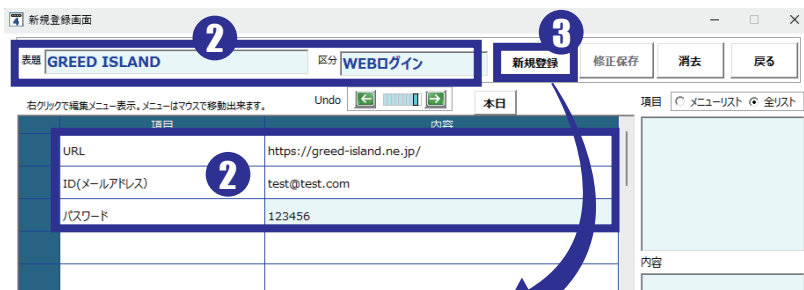 新規登録画面
2
3
表題 GREED ISLAND 区分 WEBログイン 新規登録 修正保存 消去 戻る
右クリックで編集メニュー表示。メニューはマウスで移動出来ます。 Undo 本日 項目 メニューリスト 全リスト
項目 内容
URL https://greed-island.ne.jp/
ID(メールアドレス) test@test.com
2
パスワード 123456
内容